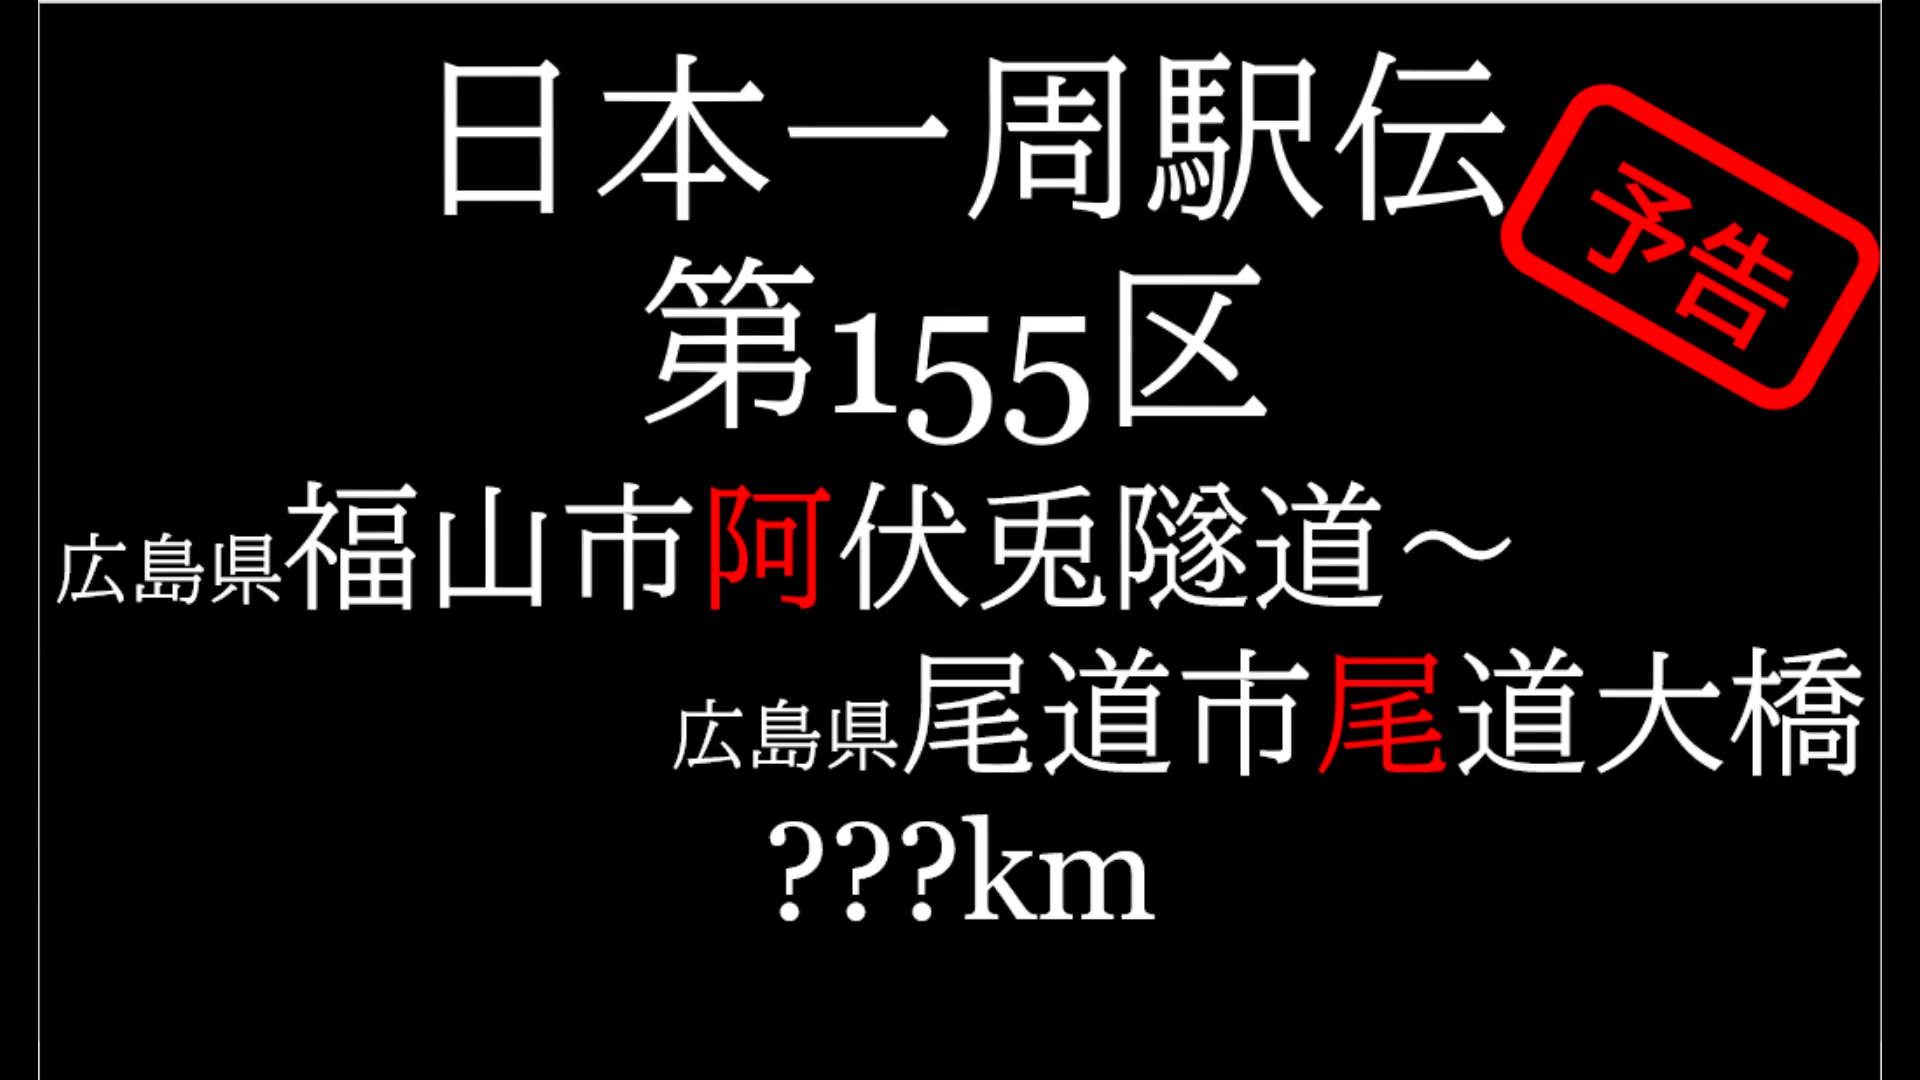 日本一周駅伝
予告
第155区
広島県福山市阿伏兎隧道～
広島県尾道市尾道大橋
???km